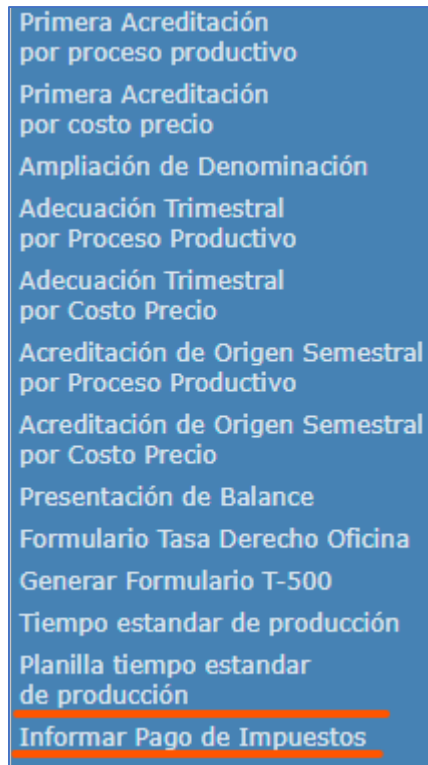 Primera Acreditación
por proceso productivo
Primera Acreditación
por costo precio
Ampliación de Denominación
Adecuación Trimestral
por Proceso Productivo
Adecuación Trimestral
por Costo Precio
Acreditación de Origen Semestral
por Proceso Productivo
Acreditación de Origen Semestral
por Costo Precio
Presentación de Balance
Formulario Tasa Derecho Oficina
Generar Formulario T-500
Tiempo estandar de producción
Planilla tiempo estandar
de producción
Informar Pago de Impuestos